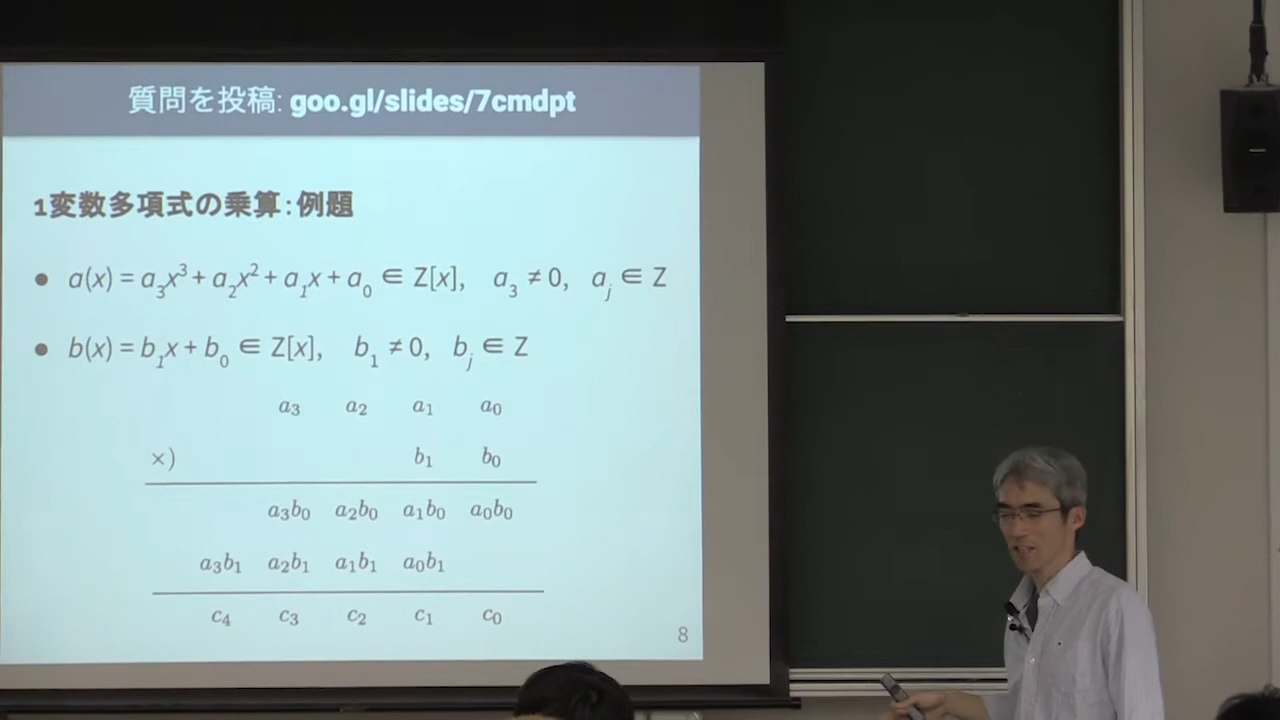 質問を投稿: goo.gl/slides/7cmdpt
1変数多項式の乗算:例題
● a(x) = a₃x³ + a₂x² + a₁x + a₀ ∈ Z[x], a₃ ≠ 0, aⱼ ∈ Z
● b(x) = b₁x + b₀ ∈ Z[x], b₁ ≠ 0, bⱼ ∈ Z
a₃ a₂ a₁ a₀
×) b₁ b₀
a₃b₀ a₂b₀ a₁b₀ a₀b₀
a₃b₁ a₂b₁ a₁b₁ a₀b₁
c₄ c₃ c₂ c₁ c₀
8